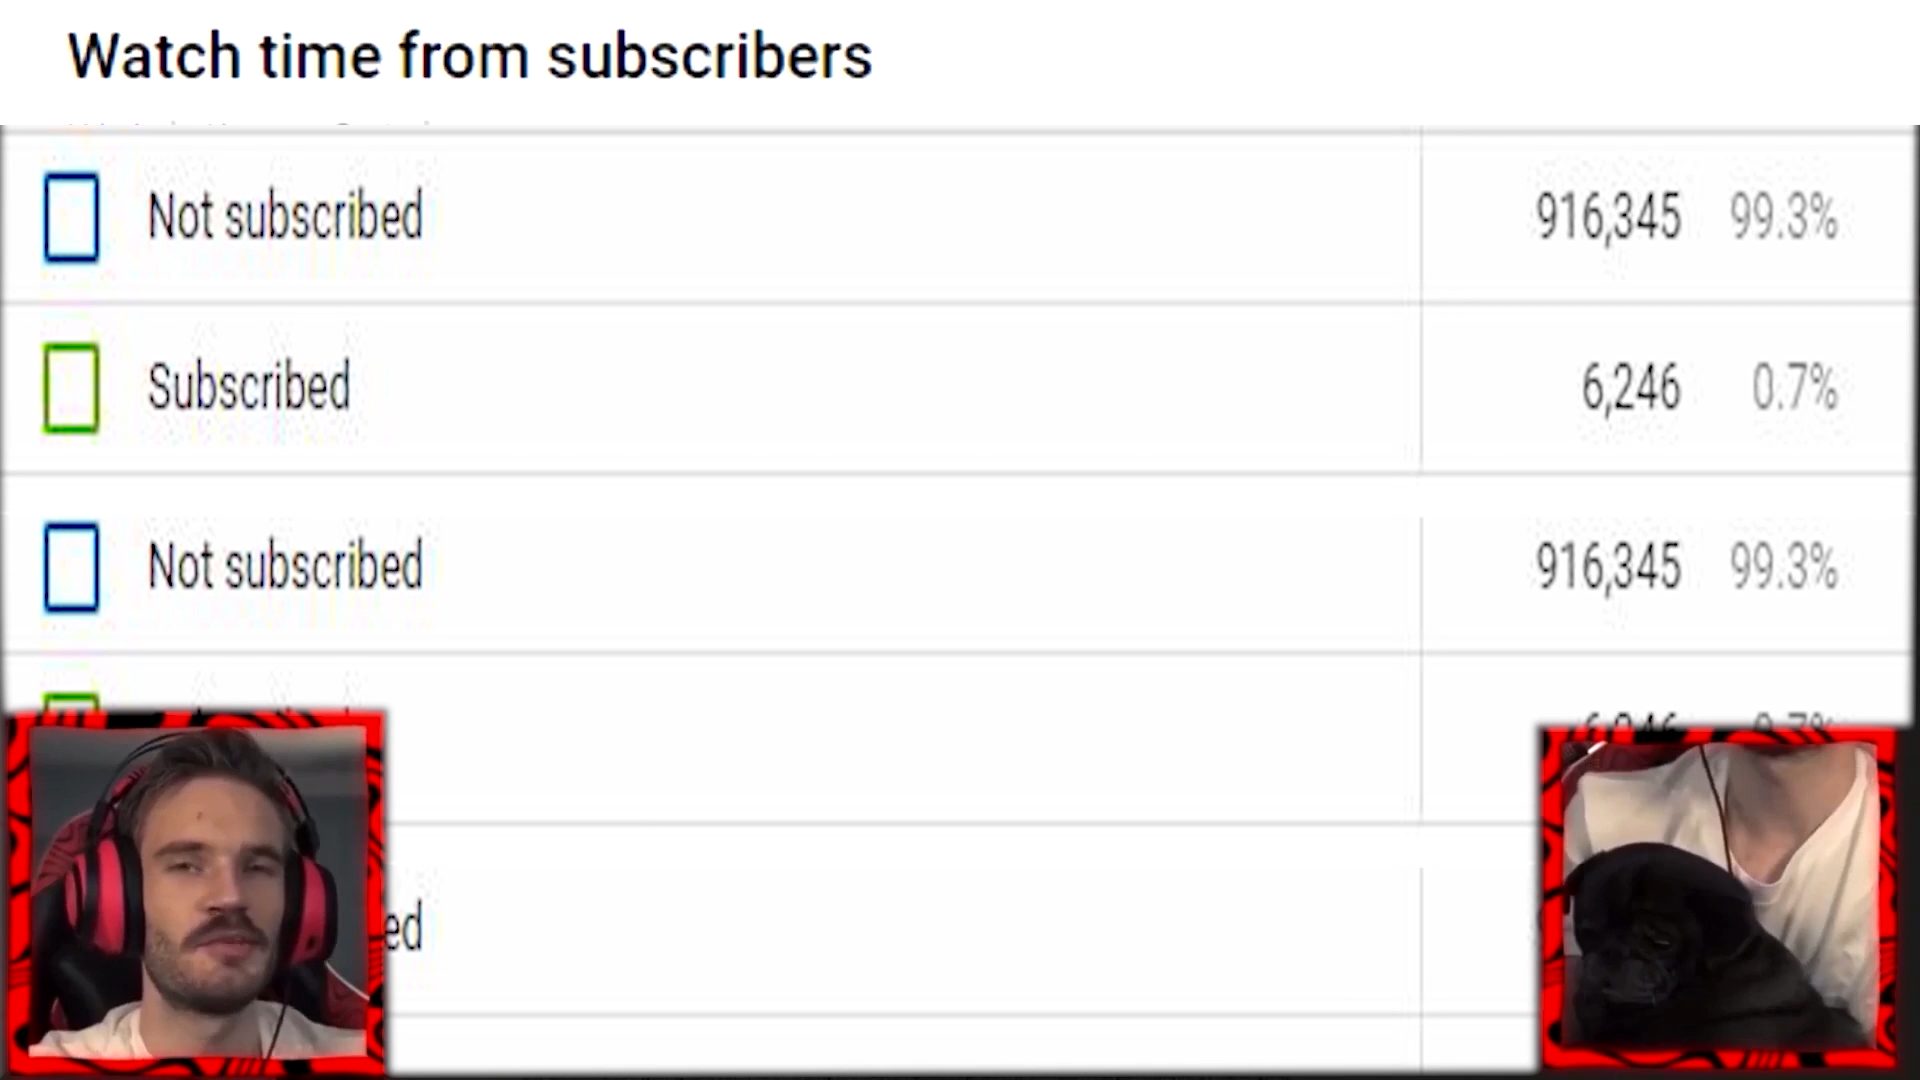 Watch time from subscribers
Not subscribed 916,345 99.3%
Subscribed 6,246 0.7%
Not subscribed 916,345 99.3%
ed